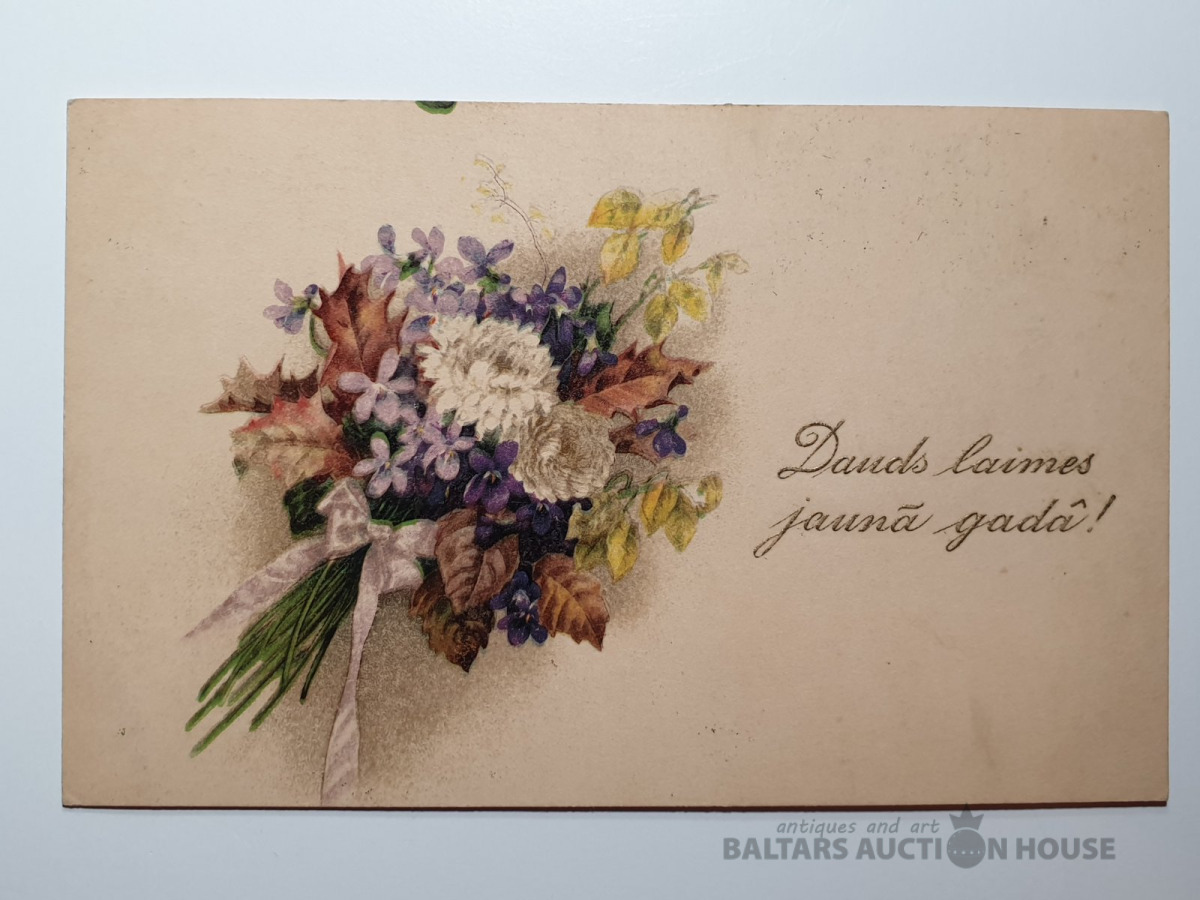 Dauds laimes
jaunā gadâ!
antiques and art
BALTARS AUCTION HOUSE